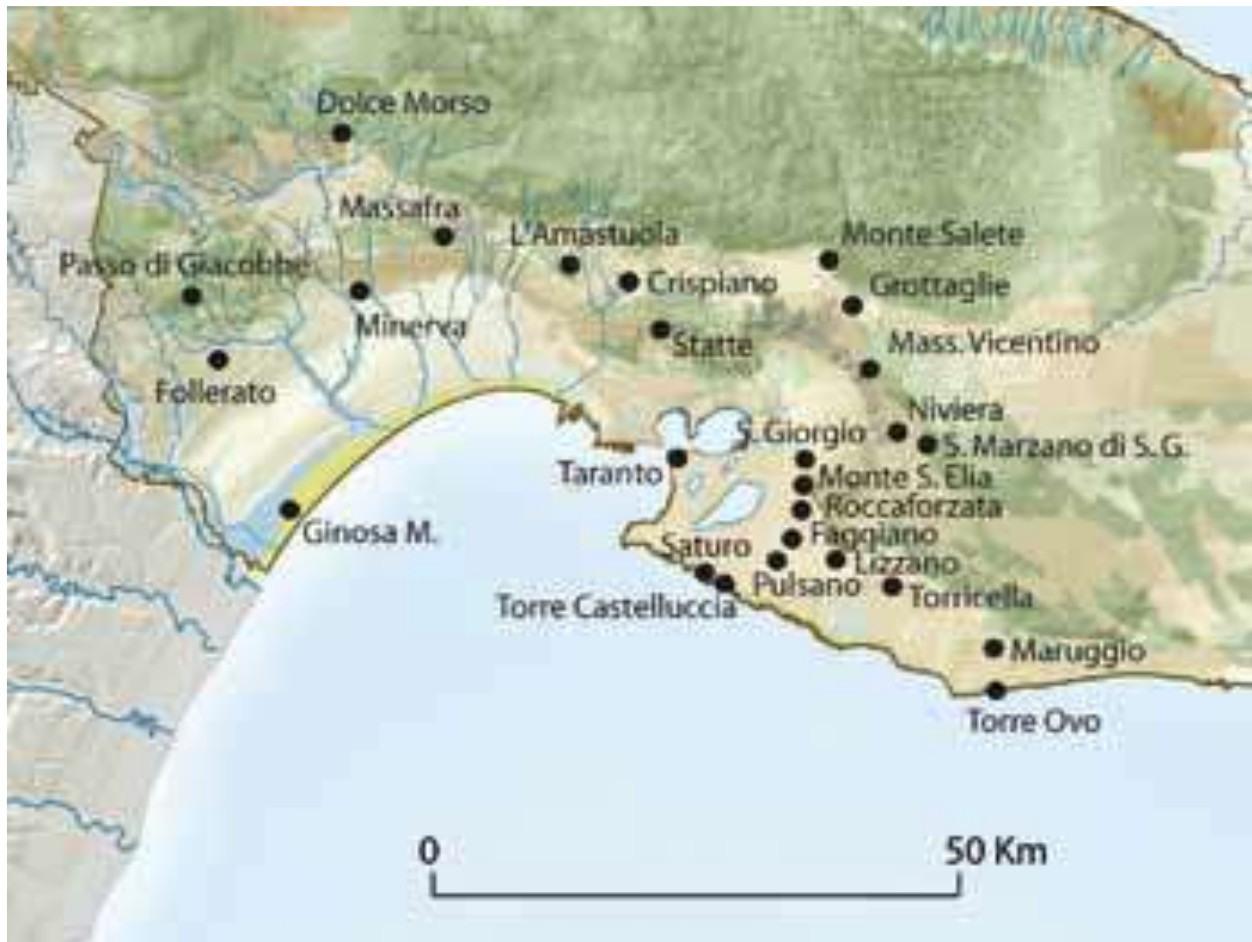 Dolce Morso
Massafra
L'Amastuola
Monte Salete
Passo di Giacobbe
Crispiano
Grottaglie
Minerva
Statte
Mass. Vicentino
Follerato
Niviera
S. Giorgio
S. Marzano di S. G.
Taranto
Monte S. Elia
Roccaforzata
Ginosa M.
Faggiano
Saturo
Lizzano
Pulsano
Torricella
Torre Castelluccia
Maruggio
Torre Ovo
0 50 Km